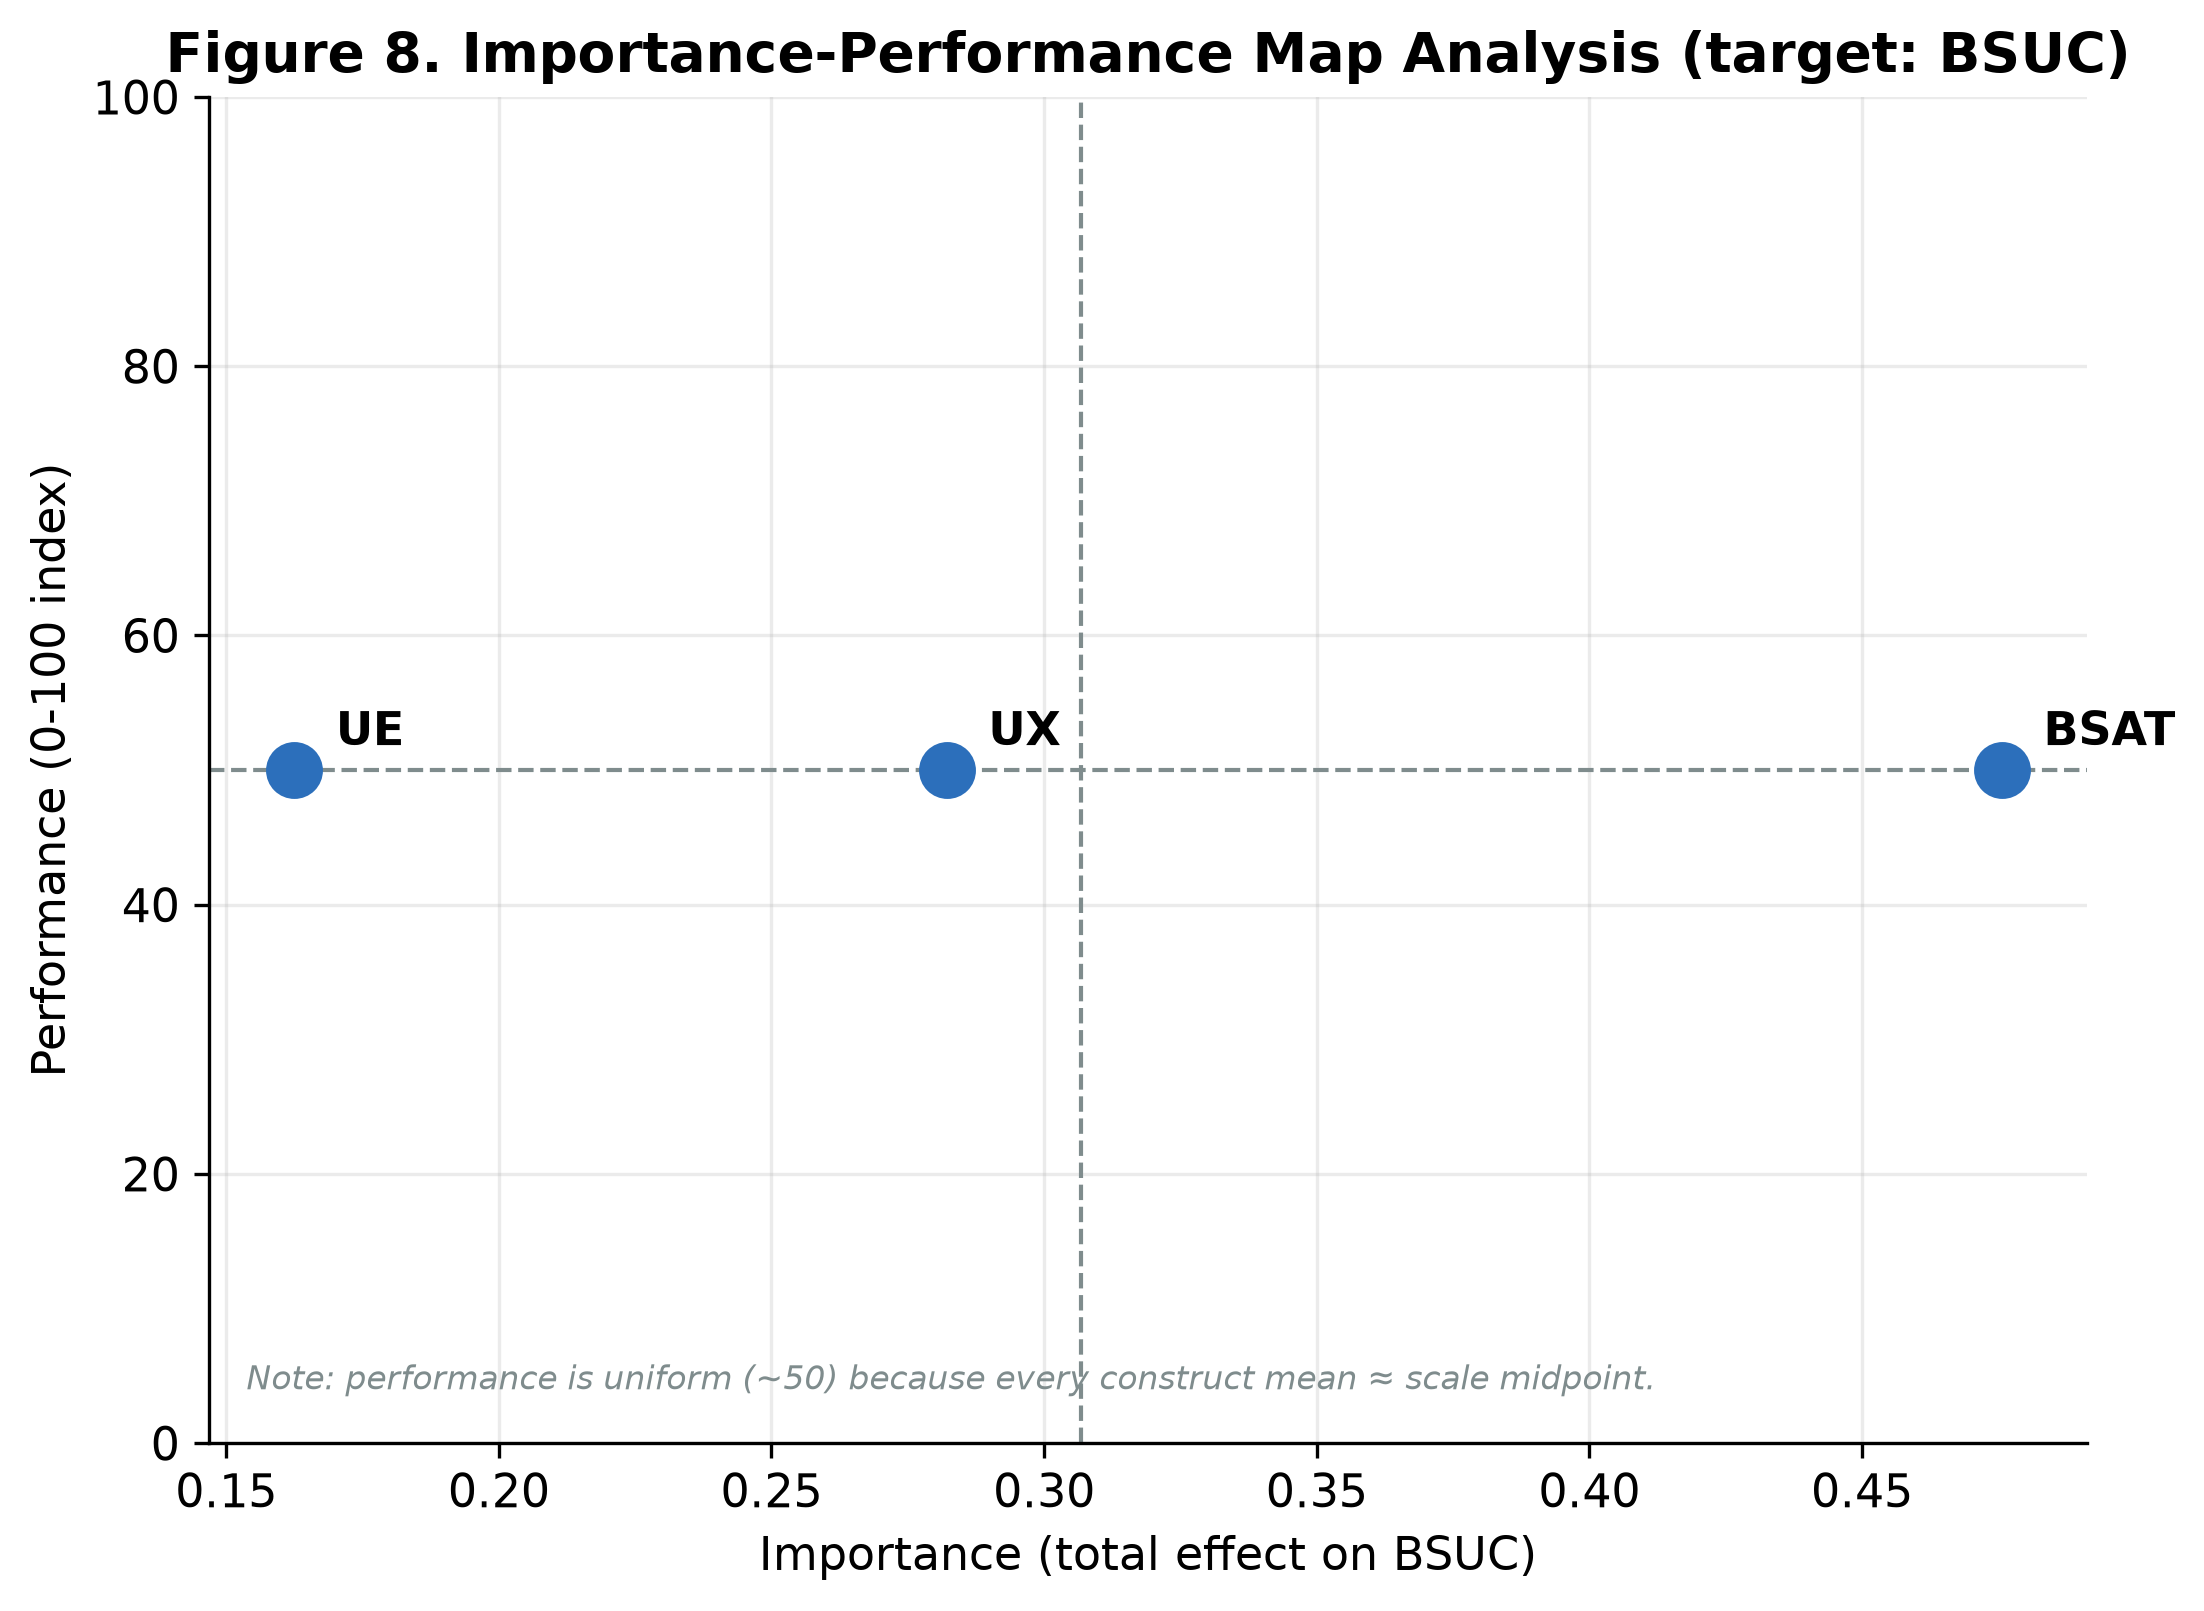 Figure 8. Importance-Performance Map Analysis (target: BSUC)
100
80
60
40
20
0
Performance (0-100 index)
UE
UX
BSAT
Note: performance is uniform (~50) because every construct mean ≈ scale midpoint.
0.15 0.20 0.25 0.30 0.35 0.40 0.45
Importance (total effect on BSUC)